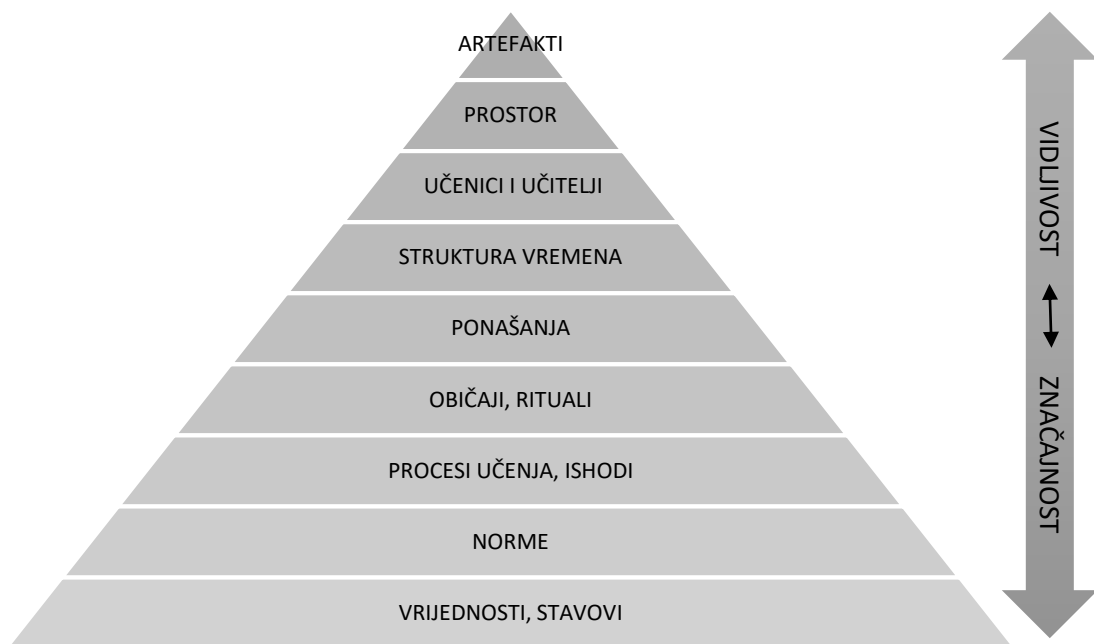 ARTEFAKTI
PROSTOR
UČENICI I UČITELJI
STRUKTURA VREMENA
PONAŠANJA
OBIČAJI, RITUALI
PROCESI UČENJA, ISHODI
NORME
VRIJEDNOSTI, STAVOVI
VIDLJIVOST
ZNAČAJNOST